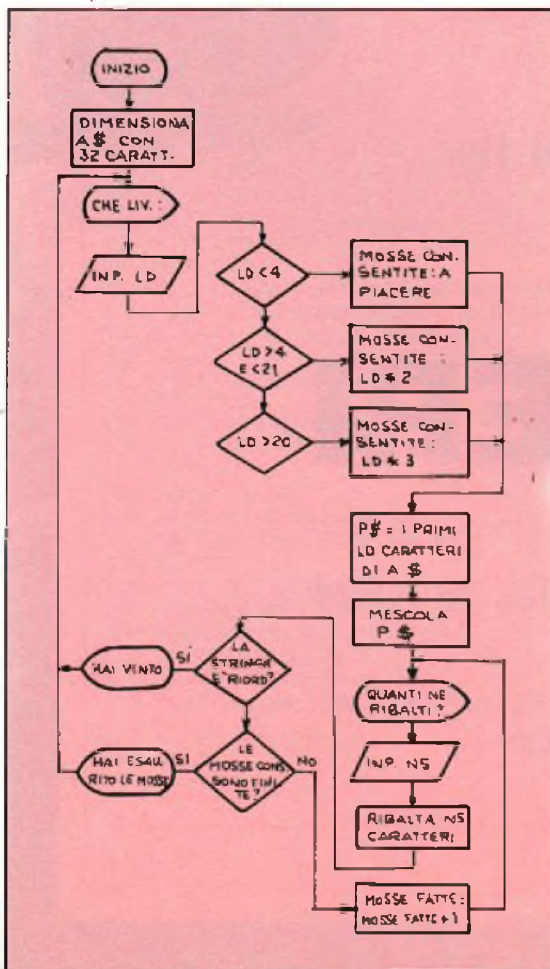 INIZIO
DIMENSIONA
A$ CON
32 CARATT.
CHE LIV.:
INP. LD
LD <4
MOSSE CON-
SENTITE: A
PIACERE
LD >4
E <21
MOSSE CON-
SENTITE :
LD * 2
LD >20
MOSSE CON-
SENTITE:
LD * 3
P$ = I PRIMI
LD CARATTERI
DI A $
MESCOLA
P $
LA
STRINGA
E' RIORD?
SI
HAI VINTO
QUANTI NE
RIBALTI?
INP. NS
RIBALTA NS
CARATTERI
LE
MOSSE CONS.
SONO FINI
TE?
SI
NO
HAI ESAU
RITO LE MOSSE
MOSSE FATTE:
MOSSE FATTE+1